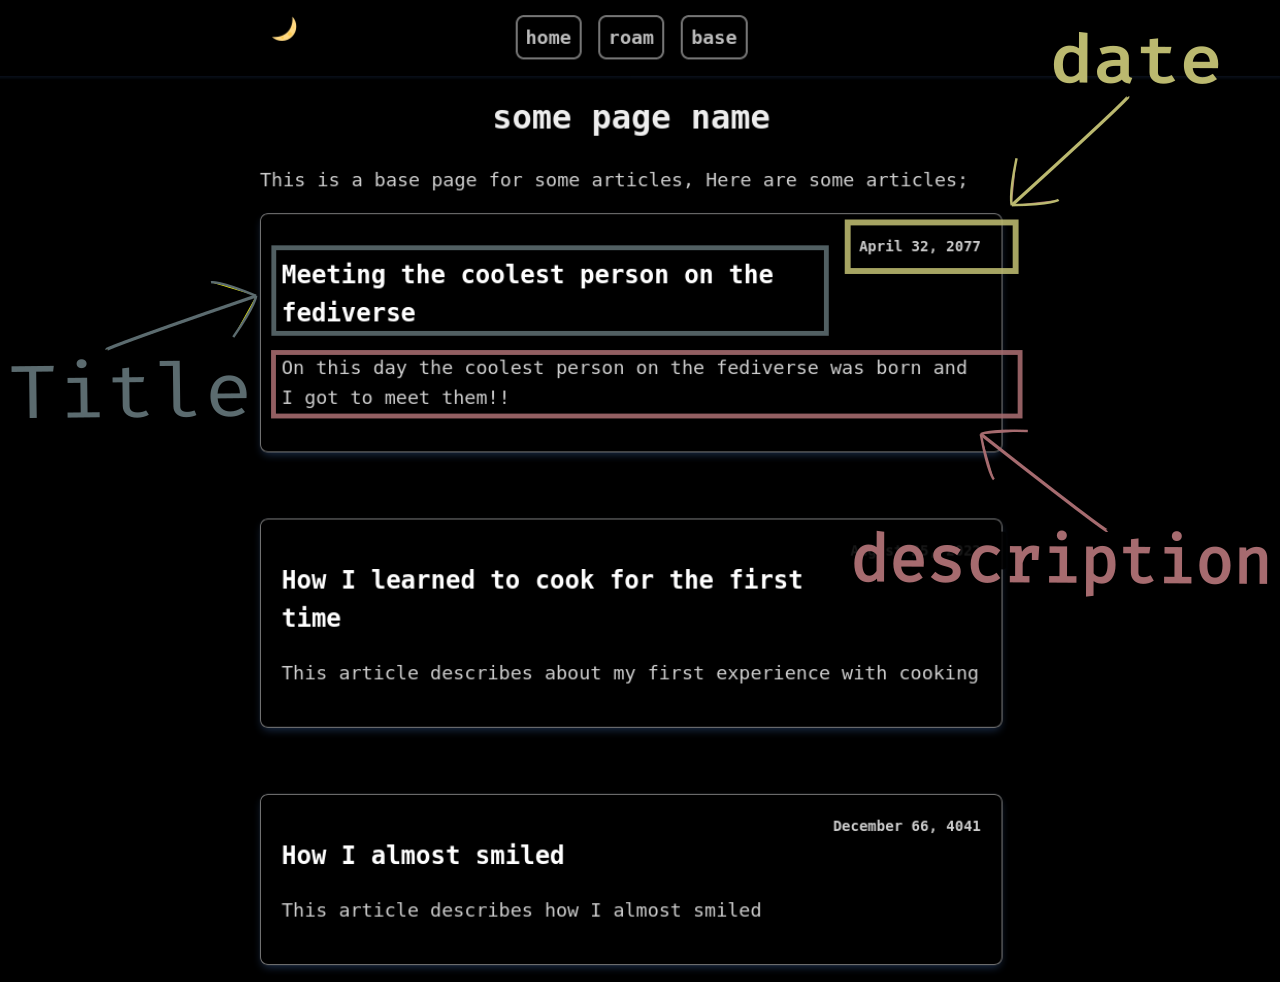 home roam base
date
some page name
This is a base page for some articles, Here are some articles;
April 32, 2077
Meeting the coolest person on the
fediverse
Title
On this day the coolest person on the fediverse was born and
I got to meet them!!
description
How I learned to cook for the first
time
This article describes about my first experience with cooking
December 66, 4041
How I almost smiled
This article describes how I almost smiled